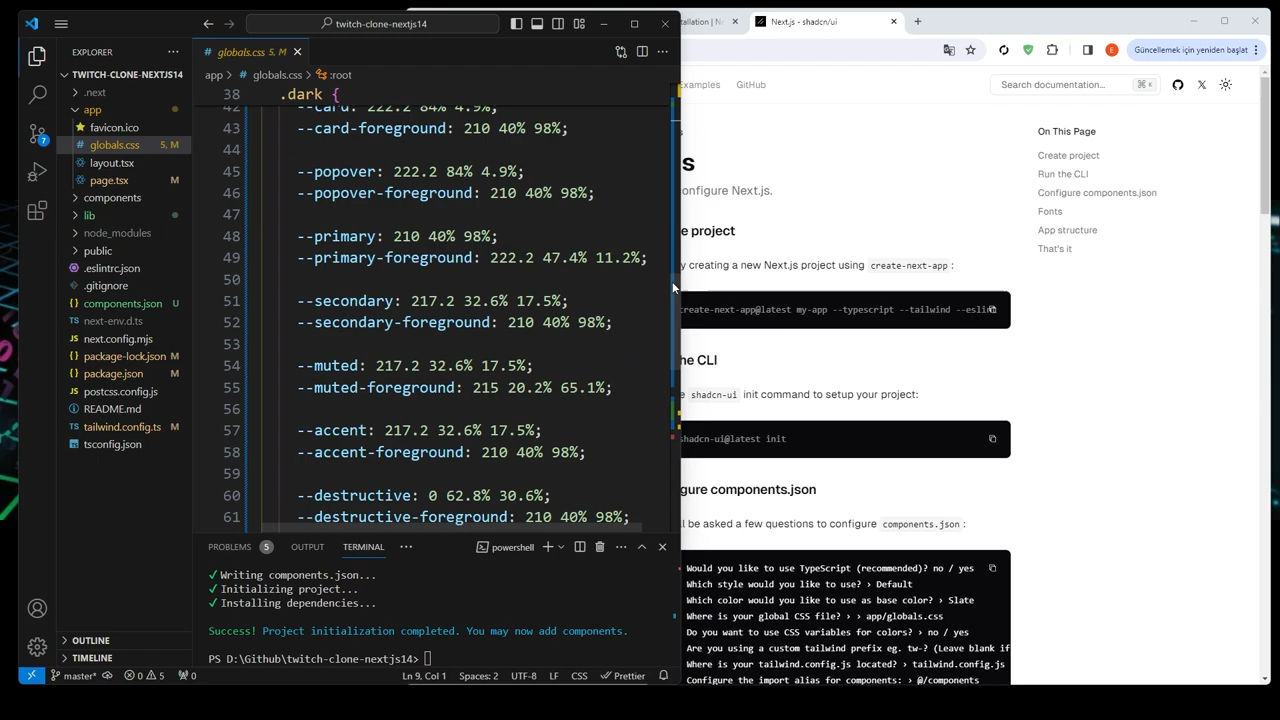 twitch-clone-nextjs14
EXPLORER
TWITCH-CLONE-NEXTJS14
.next
app
favicon.ico
globals.css 5, M
layout.tsx
page.tsx M
components
lib
node_modules
public
.eslintrc.json
.gitignore
components.json U
next-env.d.ts
next.config.mjs
package-lock.json M
package.json M
postcss.config.js
README.md
tailwind.config.ts M
tsconfig.json
OUTLINE
TIMELINE
globals.css 5, M
app > globals.css > :root
38 .dark {
42 --card: 222.2 84% 4.9%;
43 --card-foreground: 210 40% 98%;
44
45 --popover: 222.2 84% 4.9%;
46 --popover-foreground: 210 40% 98%;
47
48 --primary: 210 40% 98%;
49 --primary-foreground: 222.2 47.4% 11.2%;
50
51 --secondary: 217.2 32.6% 17.5%;
52 --secondary-foreground: 210 40% 98%;
53
54 --muted: 217.2 32.6% 17.5%;
55 --muted-foreground: 215 20.2% 65.1%;
56
57 --accent: 217.2 32.6% 17.5%;
58 --accent-foreground: 210 40% 98%;
59
60 --destructive: 0 62.8% 30.6%;
61 --destructive-foreground: 210 40% 98%;
PROBLEMS 5 OUTPUT TERMINAL powershell
✓ Writing components.json...
✓ Initializing project...
✓ Installing dependencies...
Success! Project initialization completed. You may now add components.
PS D:\Github\twitch-clone-nextjs14>
master* 0 5 0 Ln 9, Col 1 Spaces: 2 UTF-8 LF CSS Prettier
tallation | Ne Next.js - shadcn/ui
Güncellemek için yeniden başlat
Examples GitHub Search documentation... ⌘ K
s
onfigure Next.js.
e project
y creating a new Next.js project using create-next-app :
create-next-app@latest my-app --typescript --tailwind --eslin
he CLI
e shadcn-ui init command to setup your project:
shadcn-ui@latest init
gure components.json
ll be asked a few questions to configure components.json :
Would you like to use TypeScript (recommended)? no / yes
Which style would you like to use? › Default
Which color would you like to use as base color? › Slate
Where is your global CSS file? › › app/globals.css
Do you want to use CSS variables for colors? › no / yes
Are you using a custom tailwind prefix eg. tw-? (Leave blank if
Where is your tailwind.config.js located? › tailwind.config.js
Configure the import alias for components: › @/components
On This Page
Create project
Run the CLI
Configure components.json
Fonts
App structure
That's it